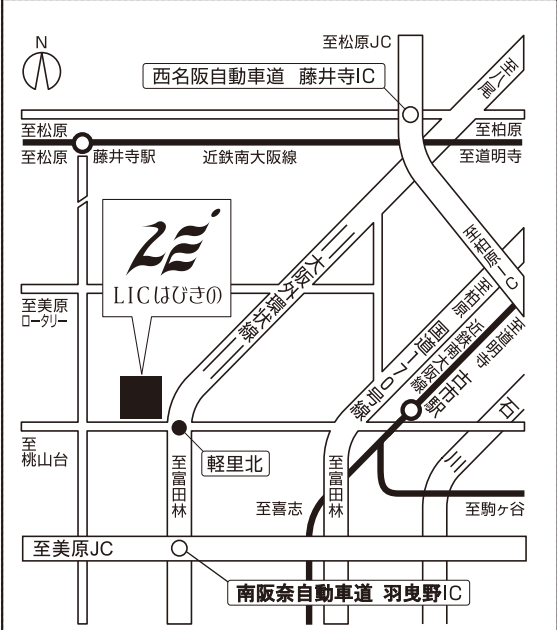 N
至松原JC
西名阪自動車道 藤井寺IC
至八尾
至松原
至柏原
至松原
藤井寺駅
近鉄南大阪線
至道明寺
LICはびきの
大阪外環状線
至柏原IC
至柏原
至美原
ロータリー
国道170号線
近鉄南大阪線
至道明寺
古市駅
石川
至
桃山台
軽里北
至富田林
至富田林
至喜志
至駒ヶ谷
至美原JC
南阪奈自動車道 羽曳野IC